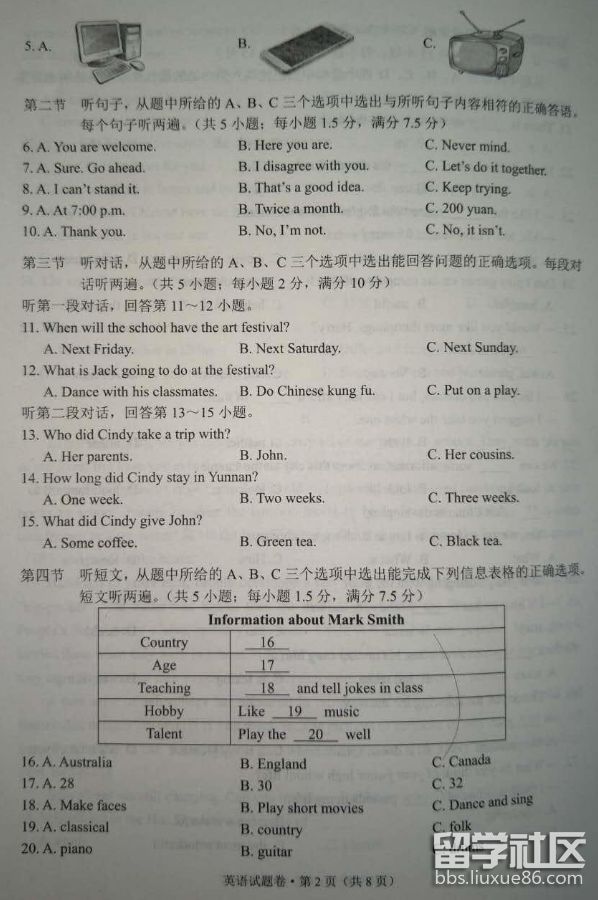 5. A.
B.
C.
第二节 听句子，从题中所给的 A、B、C 三个选项中选出与所听句子内容相符的正确答语。
每个句子听两遍。（共 5 小题；每小题 1.5 分，满分 7.5 分）
6. A. You are welcome. B. Here you are. C. Never mind.
7. A. Sure. Go ahead. B. I disagree with you. C. Let's do it together.
8. A. I can't stand it. B. That's a good idea. C. Keep trying.
9. A. At 7:00 p.m. B. Twice a month. C. 200 yuan.
10. A. Thank you. B. No, I'm not. C. No, it isn't.
第三节 听对话，从题中所给的 A、B、C 三个选项中选出能回答问题的正确选项。每段对
话听两遍。（共 5 小题；每小题 2 分，满分 10 分）
听第一段对话，回答第 11～12 小题。
11. When will the school have the art festival?
A. Next Friday. B. Next Saturday. C. Next Sunday.
12. What is Jack going to do at the festival?
A. Dance with his classmates. B. Do Chinese kung fu. C. Put on a play.
听第二段对话，回答第 13～15 小题。
13. Who did Cindy take a trip with?
A. Her parents. B. John. C. Her cousins.
14. How long did Cindy stay in Yunnan?
A. One week. B. Two weeks. C. Three weeks.
15. What did Cindy give John?
A. Some coffee. B. Green tea. C. Black tea.
第四节 听短文，从题中所给的 A、B、C 三个选项中选出能完成下列信息表格的正确选项。
短文听两遍。（共 5 小题；每小题 1.5 分，满分 7.5 分）
Information about Mark Smith
Country 16
Age 17
Teaching 18 and tell jokes in class
Hobby Like 19 music
Talent Play the 20 well
16. A. Australia B. England C. Canada
17. A. 28 B. 30 C. 32
18. A. Make faces B. Play short movies C. Dance and sing
19. A. classical B. country C. folk
20. A. piano B. guitar
英语试题卷·第 2 页（共 8 页）
留学社区
bbs.liuxue86.com